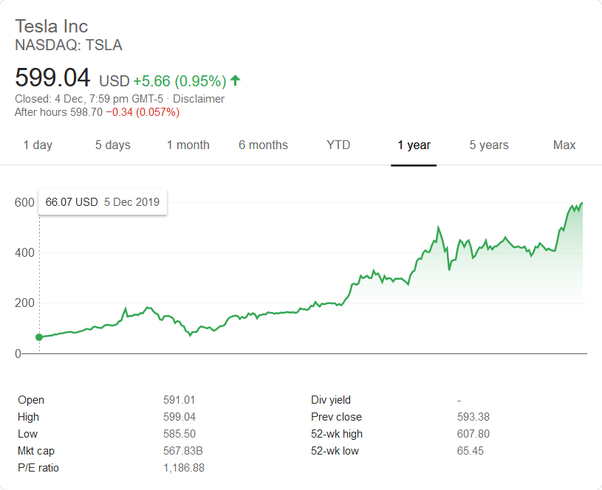 Tesla Inc
NASDAQ: TSLA
599.04 USD +5.66 (0.95%) ↑
Closed: 4 Dec, 7:59 pm GMT-5 · Disclaimer
After hours 598.70 −0.34 (0.057%)
1 day 5 days 1 month 6 months YTD 1 year 5 years Max
66.07 USD 5 Dec 2019
600
400
200
0
Open 591.01 Div yield -
High 599.04 Prev close 593.38
Low 585.50 52-wk high 607.80
Mkt cap 567.83B 52-wk low 65.45
P/E ratio 1,186.88